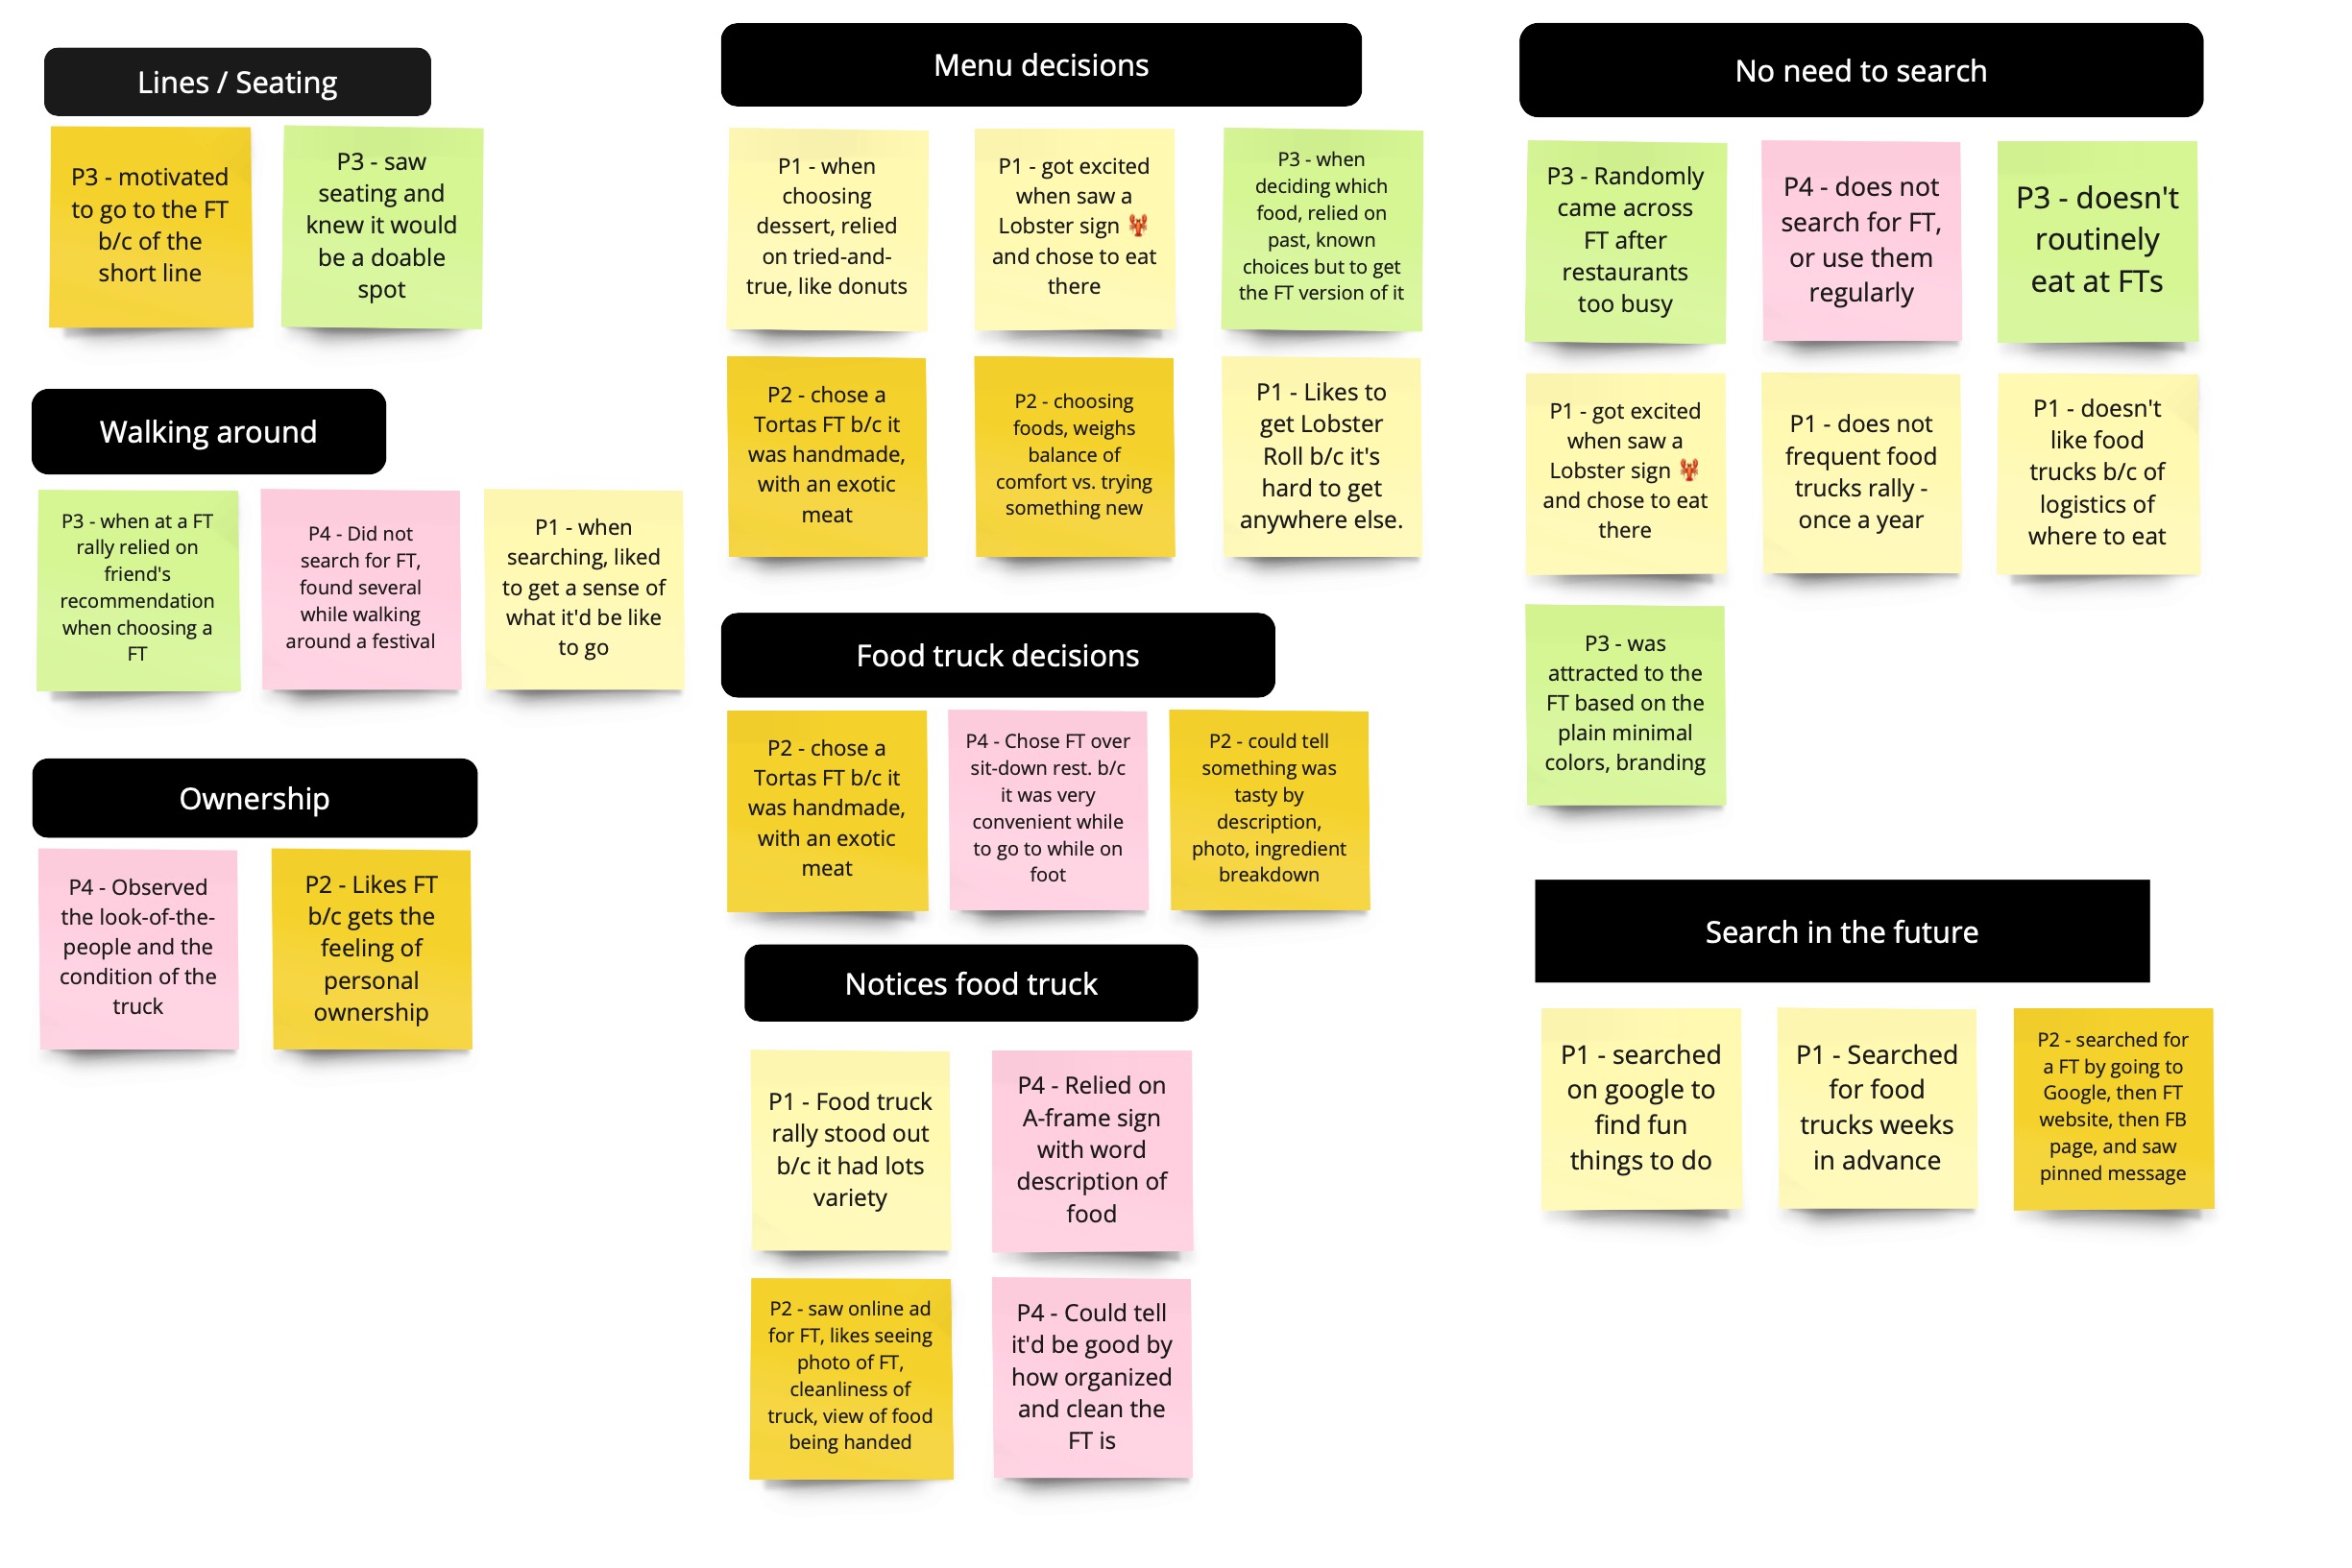 Lines / Seating
P3 - motivated
to go to the FT
b/c of the
short line
P3 - saw
seating and
knew it would
be a doable
spot
Walking around
P3 - when at a FT
rally relied on
friend's
recommendation
when choosing a
FT
P4 - Did not
search for FT,
found several
while walking
around a festival
P1 - when
searching, liked
to get a sense of
what it'd be like
to go
Ownership
P4 - Observed
the look-of-the-
people and the
condition of the
truck
P2 - Likes FT
b/c gets the
feeling of
personal
ownership
Menu decisions
P1 - when
choosing
dessert, relied
on tried-and-
true, like donuts
P1 - got excited
when saw a
Lobster sign 🦞
and chose to eat
there
P3 - when
deciding which
food, relied on
past, known
choices but to get
the FT version of it
P2 - chose a
Tortas FT b/c it
was handmade,
with an exotic
meat
P2 - choosing
foods, weighs
balance of
comfort vs. trying
something new
P1 - Likes to
get Lobster
Roll b/c it's
hard to get
anywhere else.
Food truck decisions
P2 - chose a
Tortas FT b/c it
was handmade,
with an exotic
meat
P4 - Chose FT over
sit-down rest. b/c
it was very
convenient while
to go to while on
foot
P2 - could tell
something was
tasty by
description,
photo, ingredient
breakdown
Notices food truck
P1 - Food truck
rally stood out
b/c it had lots
variety
P4 - Relied on
A-frame sign
with word
description of
food
P2 - saw online ad
for FT, likes seeing
photo of FT,
cleanliness of
truck, view of food
being handed
P4 - Could tell
it'd be good by
how organized
and clean the
FT is
No need to search
P3 - Randomly
came across
FT after
restaurants
too busy
P4 - does not
search for FT,
or use them
regularly
P3 - doesn't
routinely
eat at FTs
P1 - got excited
when saw a
Lobster sign 🦞
and chose to eat
there
P1 - does not
frequent food
trucks rally -
once a year
P1 - doesn't
like food
trucks b/c of
logistics of
where to eat
P3 - was
attracted to the
FT based on the
plain minimal
colors, branding
Search in the future
P1 - searched
on google to
find fun
things to do
P1 - Searched
for food
trucks weeks
in advance
P2 - searched for
a FT by going to
Google, then FT
website, then FB
page, and saw
pinned message